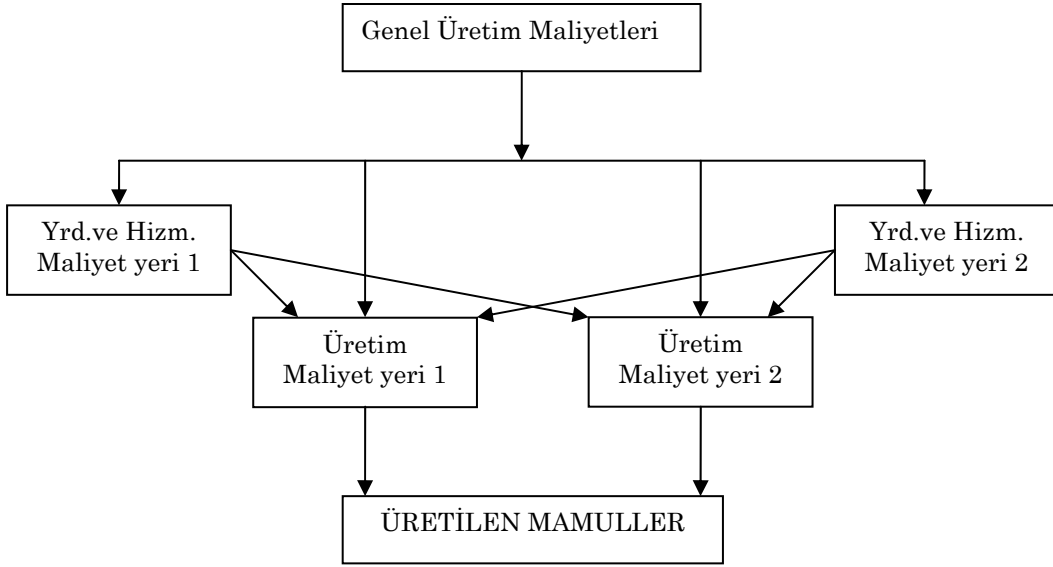 Genel Üretim Maliyetleri
Yrd.ve Hizm.
Maliyet yeri 1
Yrd.ve Hizm.
Maliyet yeri 2
Üretim
Maliyet yeri 1
Üretim
Maliyet yeri 2
ÜRETİLEN MAMULLER